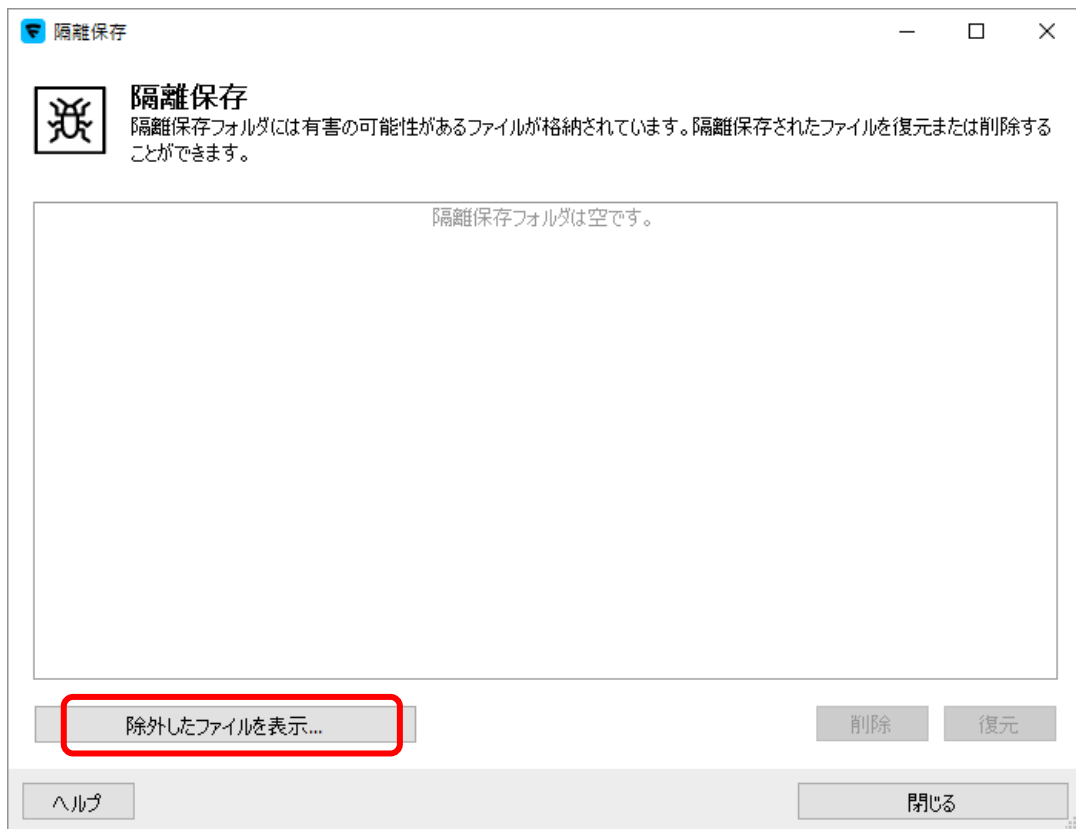 隔離保存
隔離保存
隔離保存フォルダには有害の可能性があるファイルが格納されています。隔離保存されたファイルを復元または削除する
ことができます。
隔離保存フォルダは空です。
除外したファイルを表示...
削除
復元
ヘルプ
閉じる